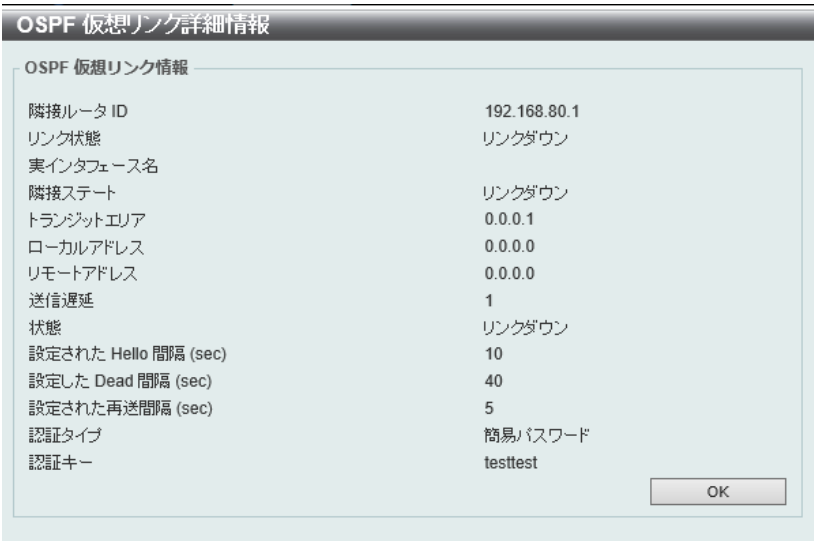 OSPF 仮想リンク詳細情報
OSPF 仮想リンク情報
隣接ルータ ID 192.168.80.1
リンク状態 リンクダウン
実インタフェース名
隣接ステート リンクダウン
トランジットエリア 0.0.0.1
ローカルアドレス 0.0.0.0
リモートアドレス 0.0.0.0
送信遅延 1
状態 リンクダウン
設定された Hello 間隔 (sec) 10
設定した Dead 間隔 (sec) 40
設定された再送間隔 (sec) 5
認証タイプ 簡易パスワード
認証キー testtest
OK